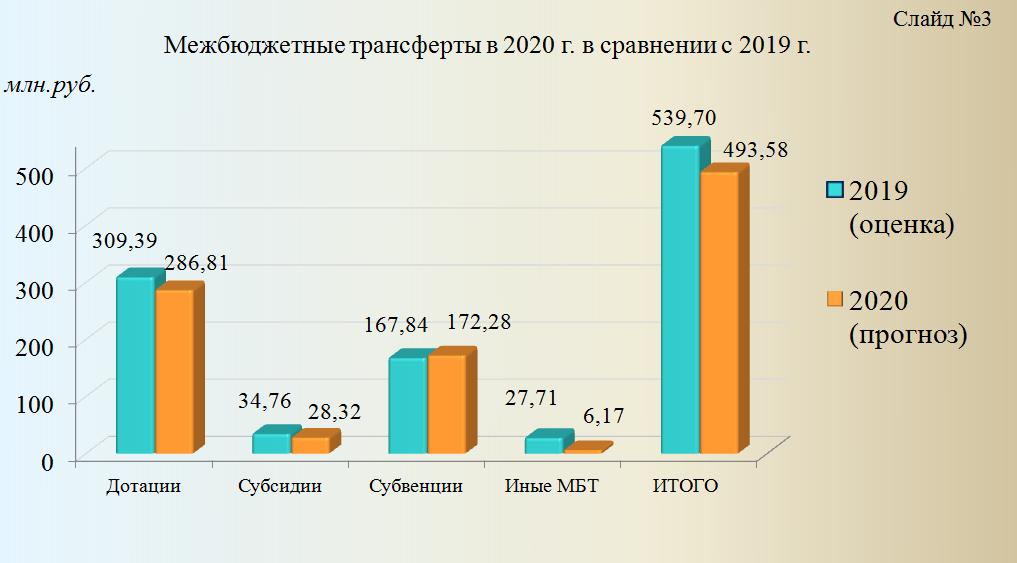 Слайд №3
Межбюджетные трансферты в 2020 г. в сравнении с 2019 г.
млн.руб.
539,70
493,58
500
400
300
200
100
0
309,39
286,81
34,76
28,32
167,84
172,28
27,71
6,17
2019
(оценка)
2020
(прогноз)
Дотации
Субсидии
Субвенции
Иные МБТ
ИТОГО